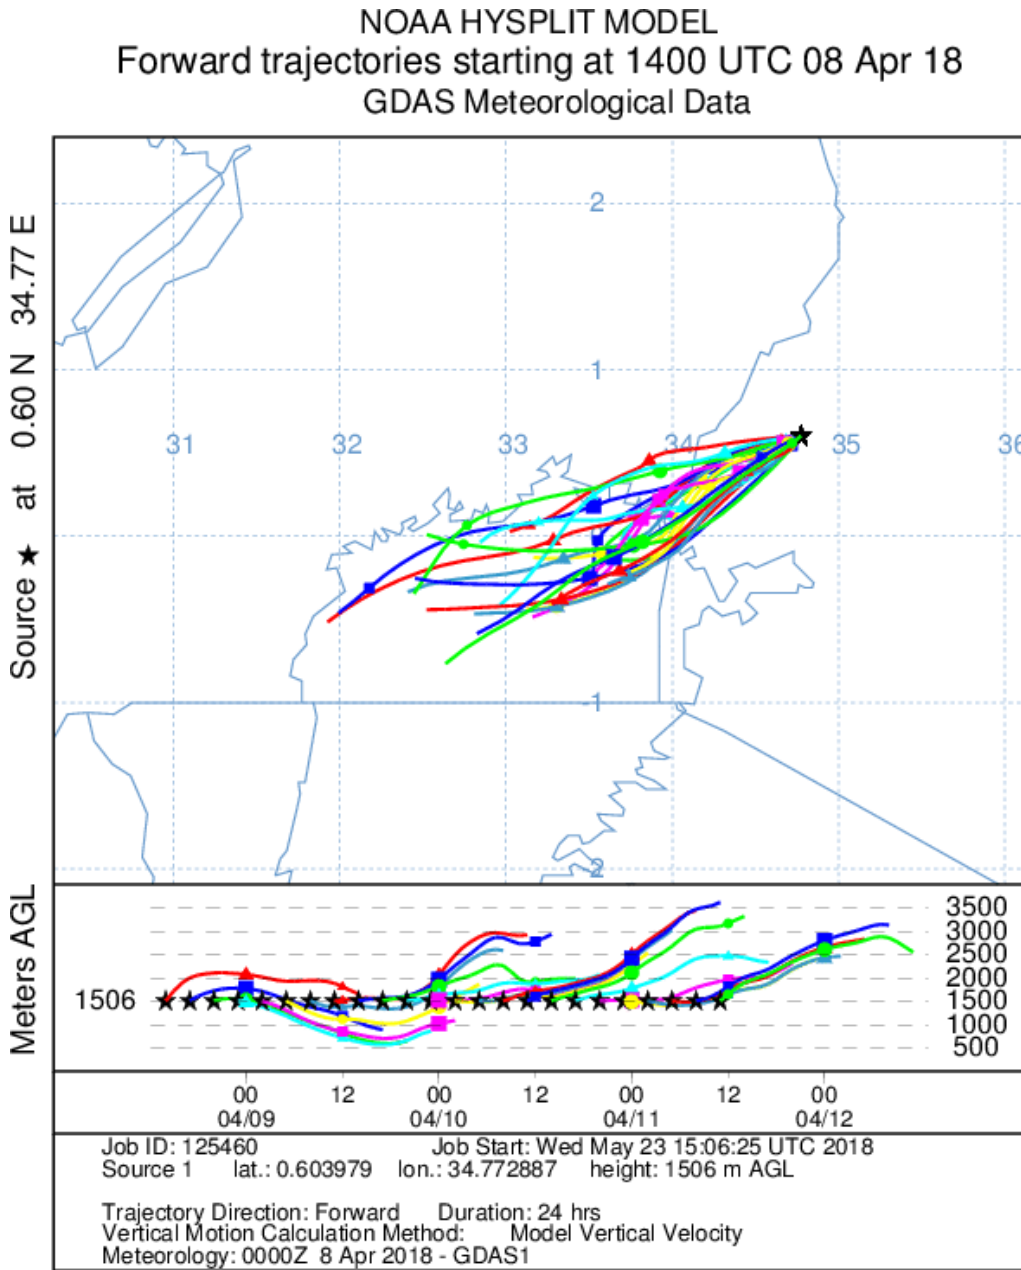 NOAA HYSPLIT MODEL
Forward trajectories starting at 1400 UTC 08 Apr 18
GDAS Meteorological Data
Source ★ at 0.60 N 34.77 E
2
1
31 32 33 34 35 36
-1
-2
Meters AGL
1506
3500
3000
2500
2000
1500
1000
500
00 12 00 12 00 12 00
04/09 04/10 04/11 04/12
Job ID: 125460 Job Start: Wed May 23 15:06:25 UTC 2018
Source 1 lat.: 0.603979 lon.: 34.772887 height: 1506 m AGL
Trajectory Direction: Forward Duration: 24 hrs
Vertical Motion Calculation Method: Model Vertical Velocity
Meteorology: 0000Z 8 Apr 2018 - GDAS1